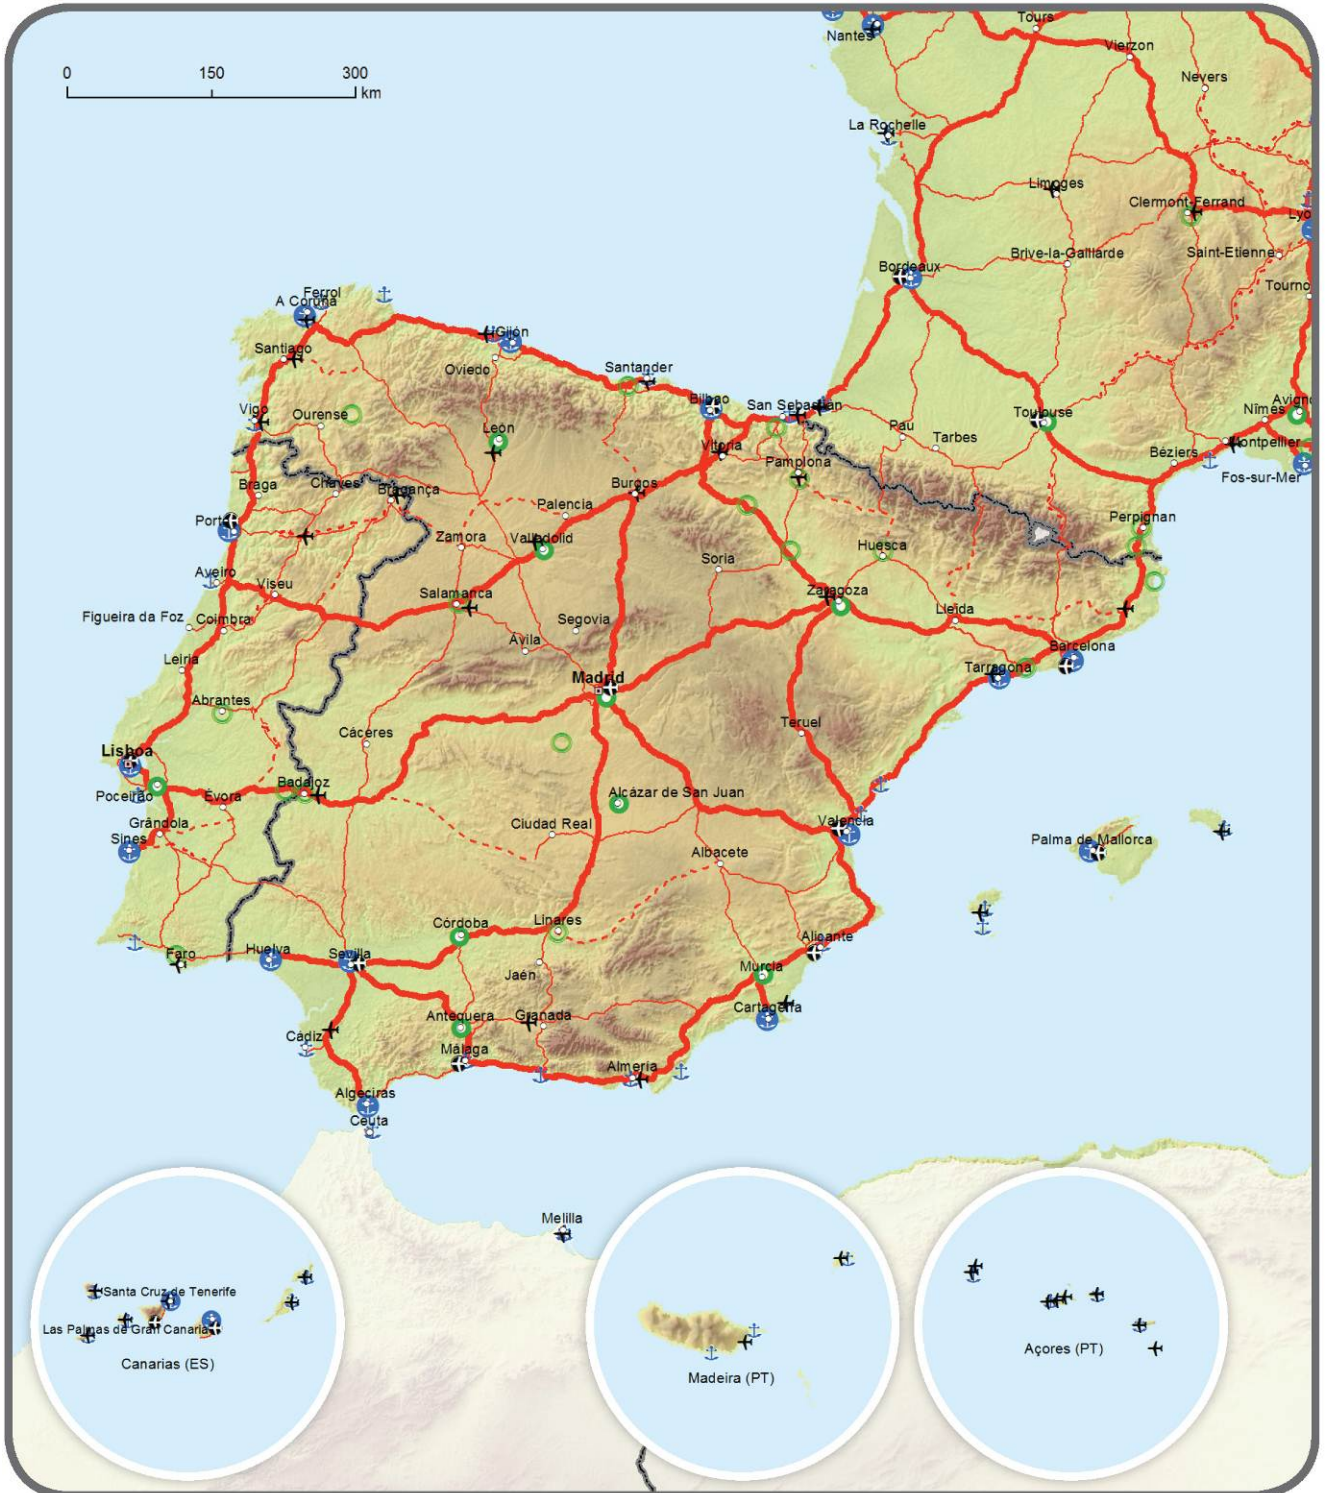 0 150 300
km
Nantes
Tours
Vierzon
Nevers
La Rochelle
Limoges
Clermont-Ferrand
Lyo
Brive-la-Gaillarde
Saint-Etienne
Bordeaux
Tourno
Ferrol
A Coruña
Gijón
Santiago
Oviedo
Santander
Bilbao
San Sebastián
Toulouse
Avigno
Nîmes
Vigo
Ourense
León
Vitoria
Pau
Tarbes
Montpellier
Béziers
Fos-sur-Mer
Pamplona
Braga
Chaves
Bragança
Burgos
Palencia
Perpignan
Porto
Zamora
Valladolid
Soria
Huesca
Aveiro
Viseu
Salamanca
Zaragoza
Lleida
Figueira da Foz
Coimbra
Segovia
Ávila
Barcelona
Leiria
Tarragona
Madrid
Abrantes
Cáceres
Teruel
Lisboa
Poceirão
Évora
Badajoz
Alcázar de San Juan
Grândola
Sines
Ciudad Real
Valencia
Palma de Mallorca
Albacete
Córdoba
Linares
Alicante
Faro
Huelva
Sevilla
Jaén
Murcia
Cartagena
Antequera
Granada
Cádiz
Málaga
Almería
Algeciras
Ceuta
Melilla
Santa Cruz de Tenerife
Las Palmas de Gran Canaria
Canarias (ES)
Madeira (PT)
Açores (PT)